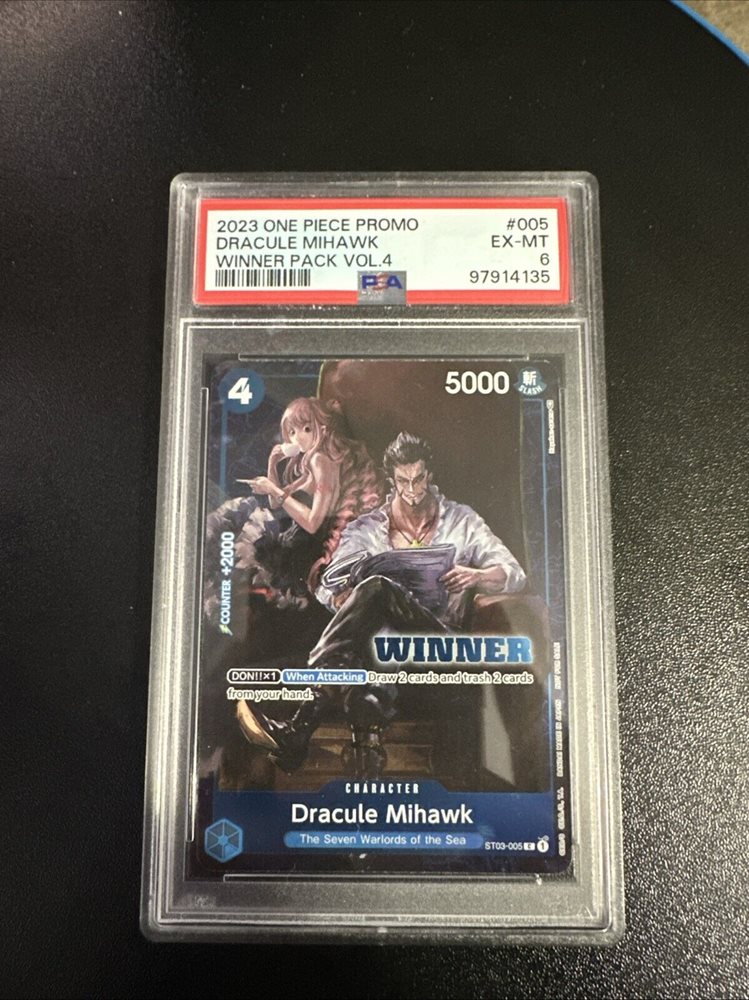 2023 ONE PIECE PROMO #005
DRACULE MIHAWK EX-MT
WINNER PACK VOL.4 6
PSA 97914135
4
5000
斬
SLASH
COUNTER +2000
WINNER
DON!!×1 When Attacking Draw 2 cards and trash 2 cards
from your hand.
CHARACTER
Dracule Mihawk
The Seven Warlords of the Sea
ST03-005 C 1